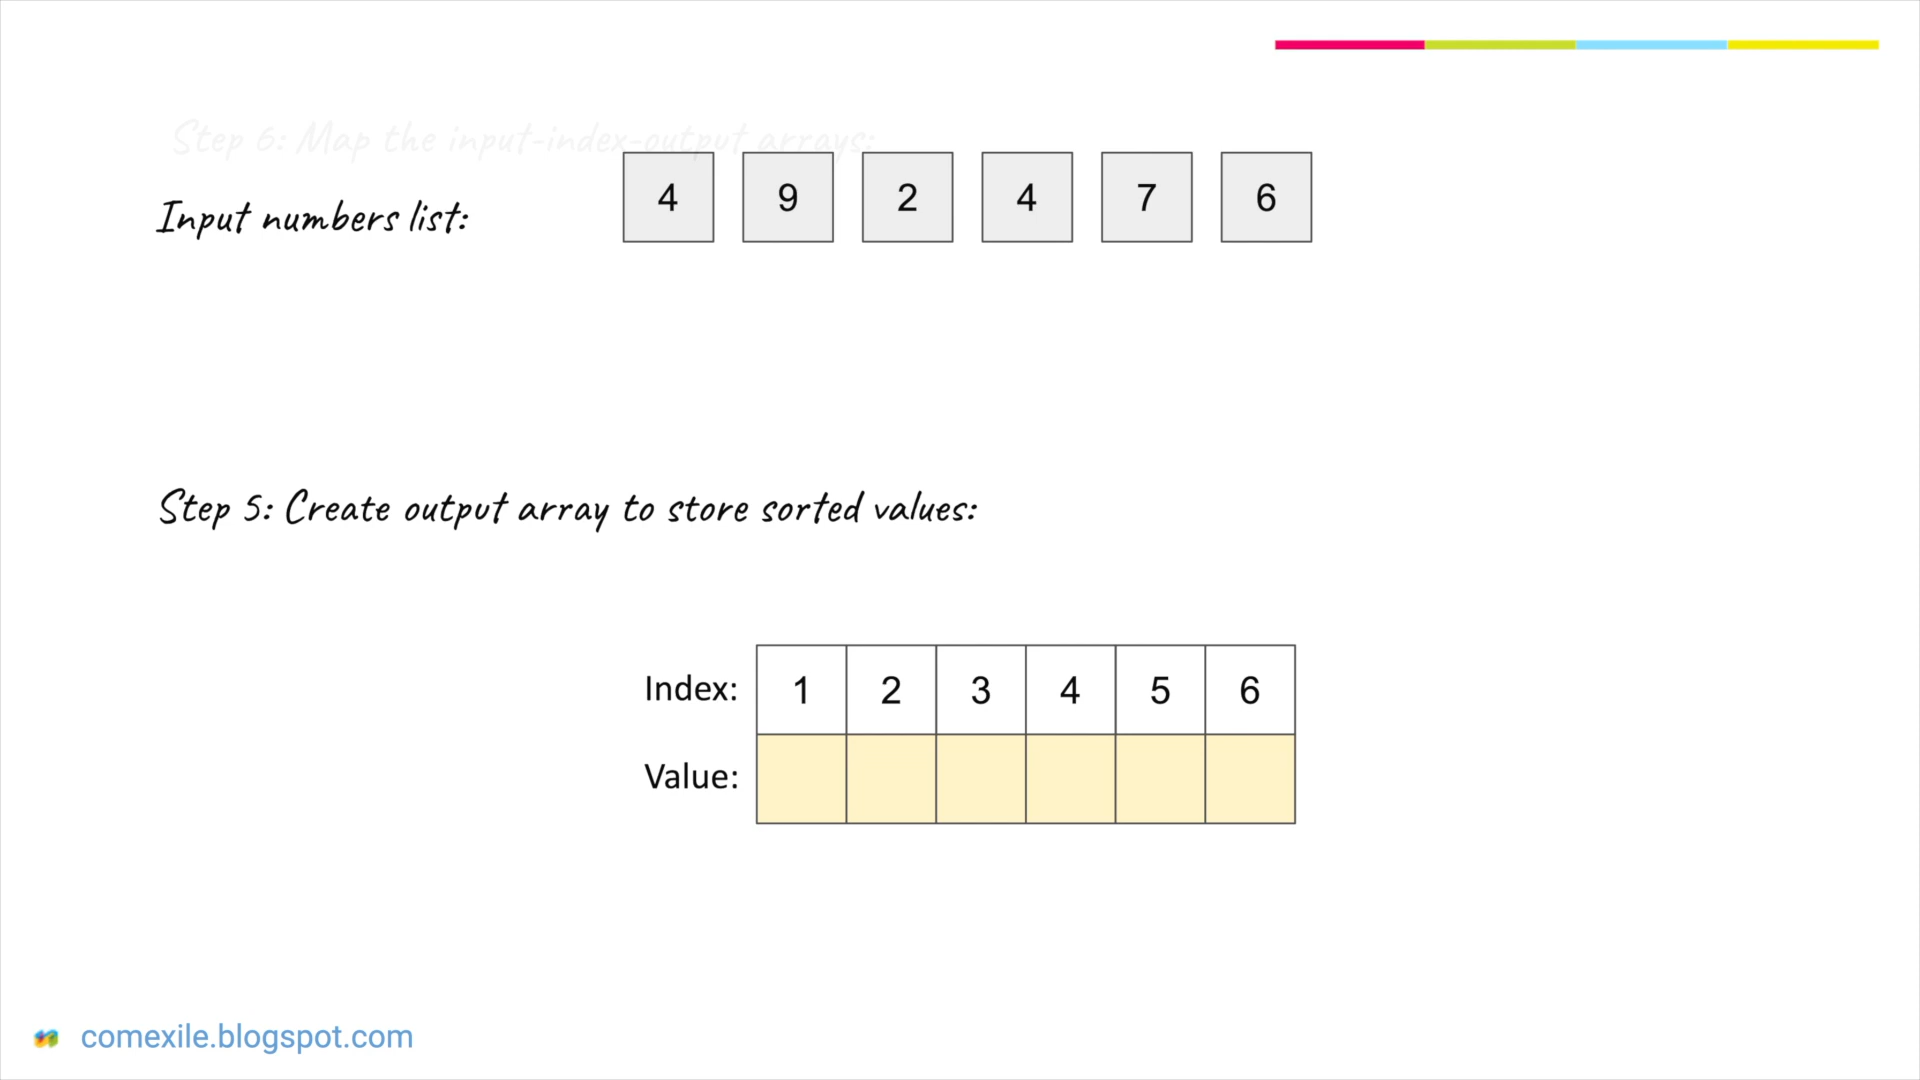 Step 6: Map the input-index-output arrays:
Input numbers list: 4 9 2 4 7 6
Step 5: Create output array to store sorted values:
Index: 1 2 3 4 5 6
Value:
comexile.blogspot.com